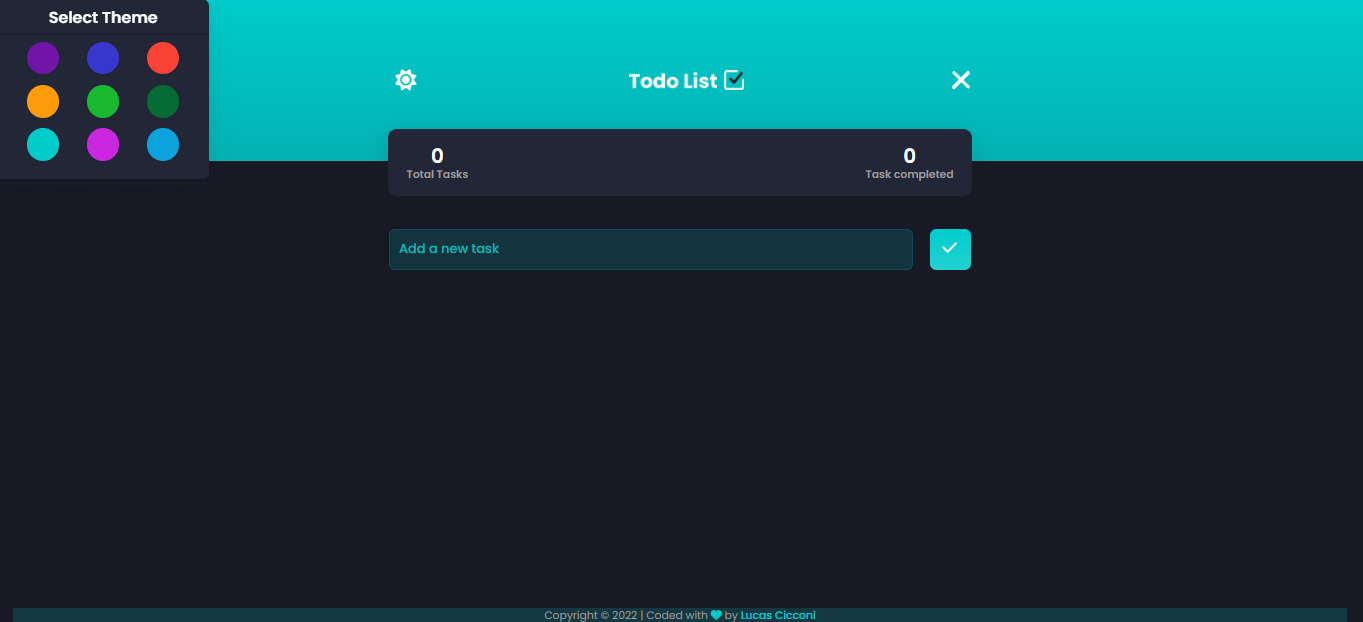 Select Theme
Todo List
0
Total Tasks
0
Task completed
Add a new task
Copyright © 2022 | Coded with by Lucas Cicconi